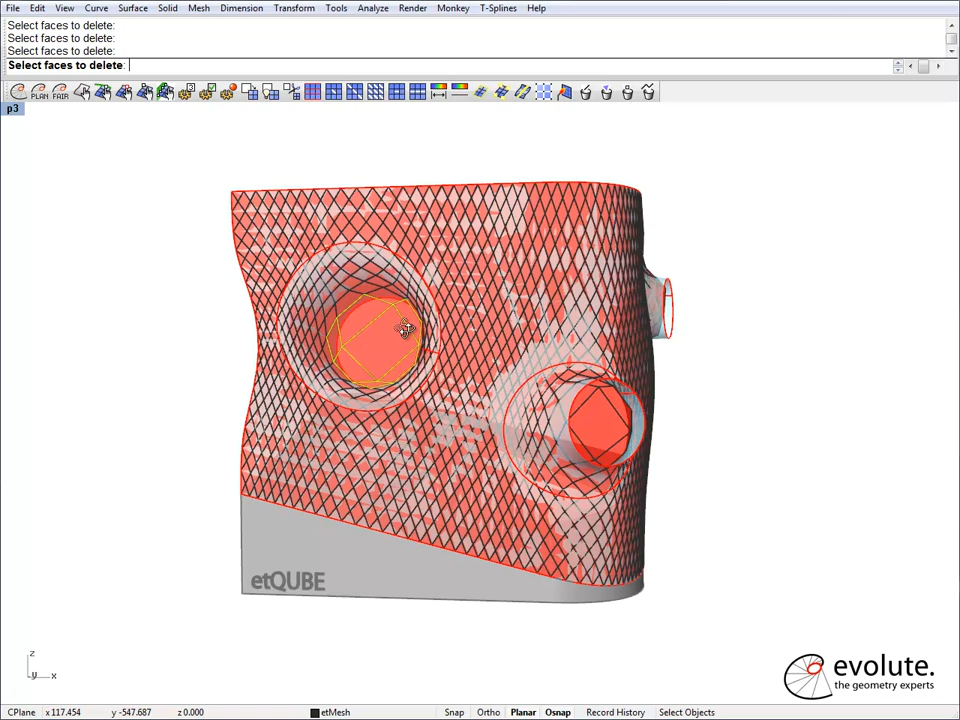 File Edit View Curve Surface Solid Mesh Dimension Transform Tools Analyze Render Monkey T-Splines Help
Select faces to delete:
Select faces to delete:
Select faces to delete:
Select faces to delete:
PLAN FAIR 3
p3
etQUBE
z
y x
evolute.
the geometry experts
CPlane x 117.454 y -547.687 z 0.000 etMesh Snap Ortho Planar Osnap Record History Select Objects